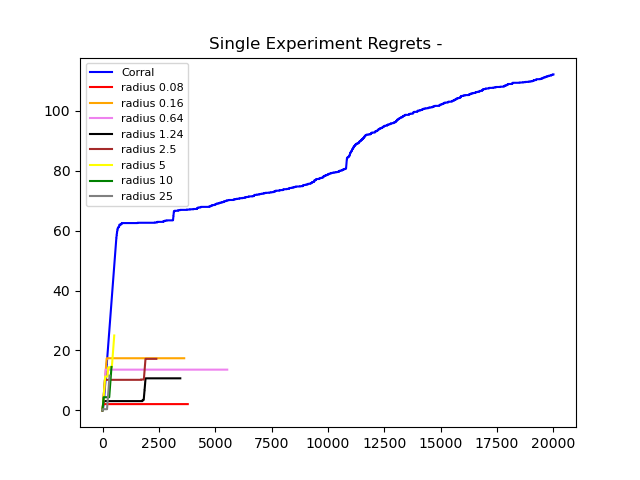 Single Experiment Regrets -
Corral
radius 0.08
radius 0.16
radius 0.64
radius 1.24
radius 2.5
radius 5
radius 10
radius 25
100
80
60
40
20
0
0 2500 5000 7500 10000 12500 15000 17500 20000